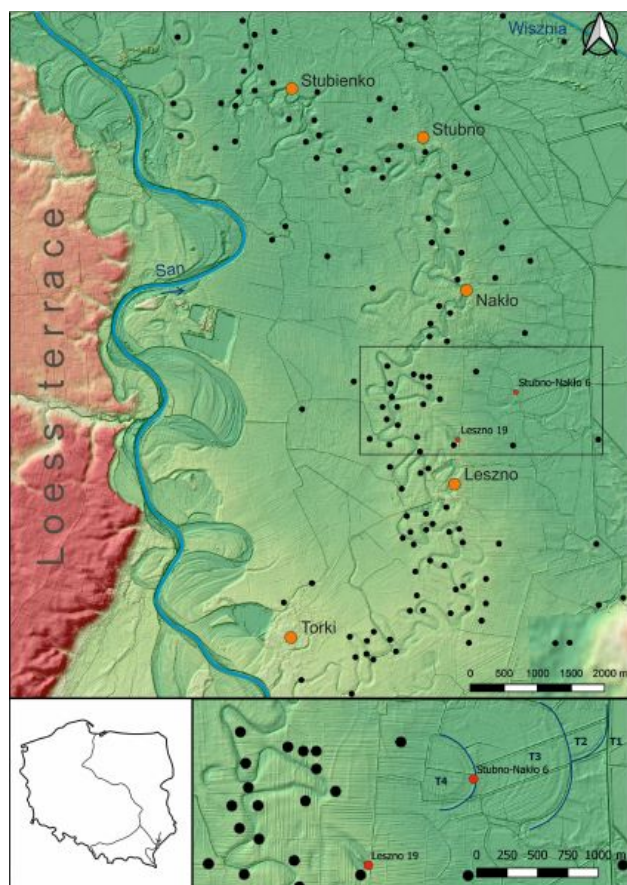 Wisznia
Stubienko
Stubno
San
Nakło
Stubno-Nakło 6
Leszno 19
Leszno
Loess terrace
Torki
0 500 1000 1500 2000 m
T1
T2
T3
T4
Stubno-Nakło 6
Leszno 19
0 250 500 750 1000 m